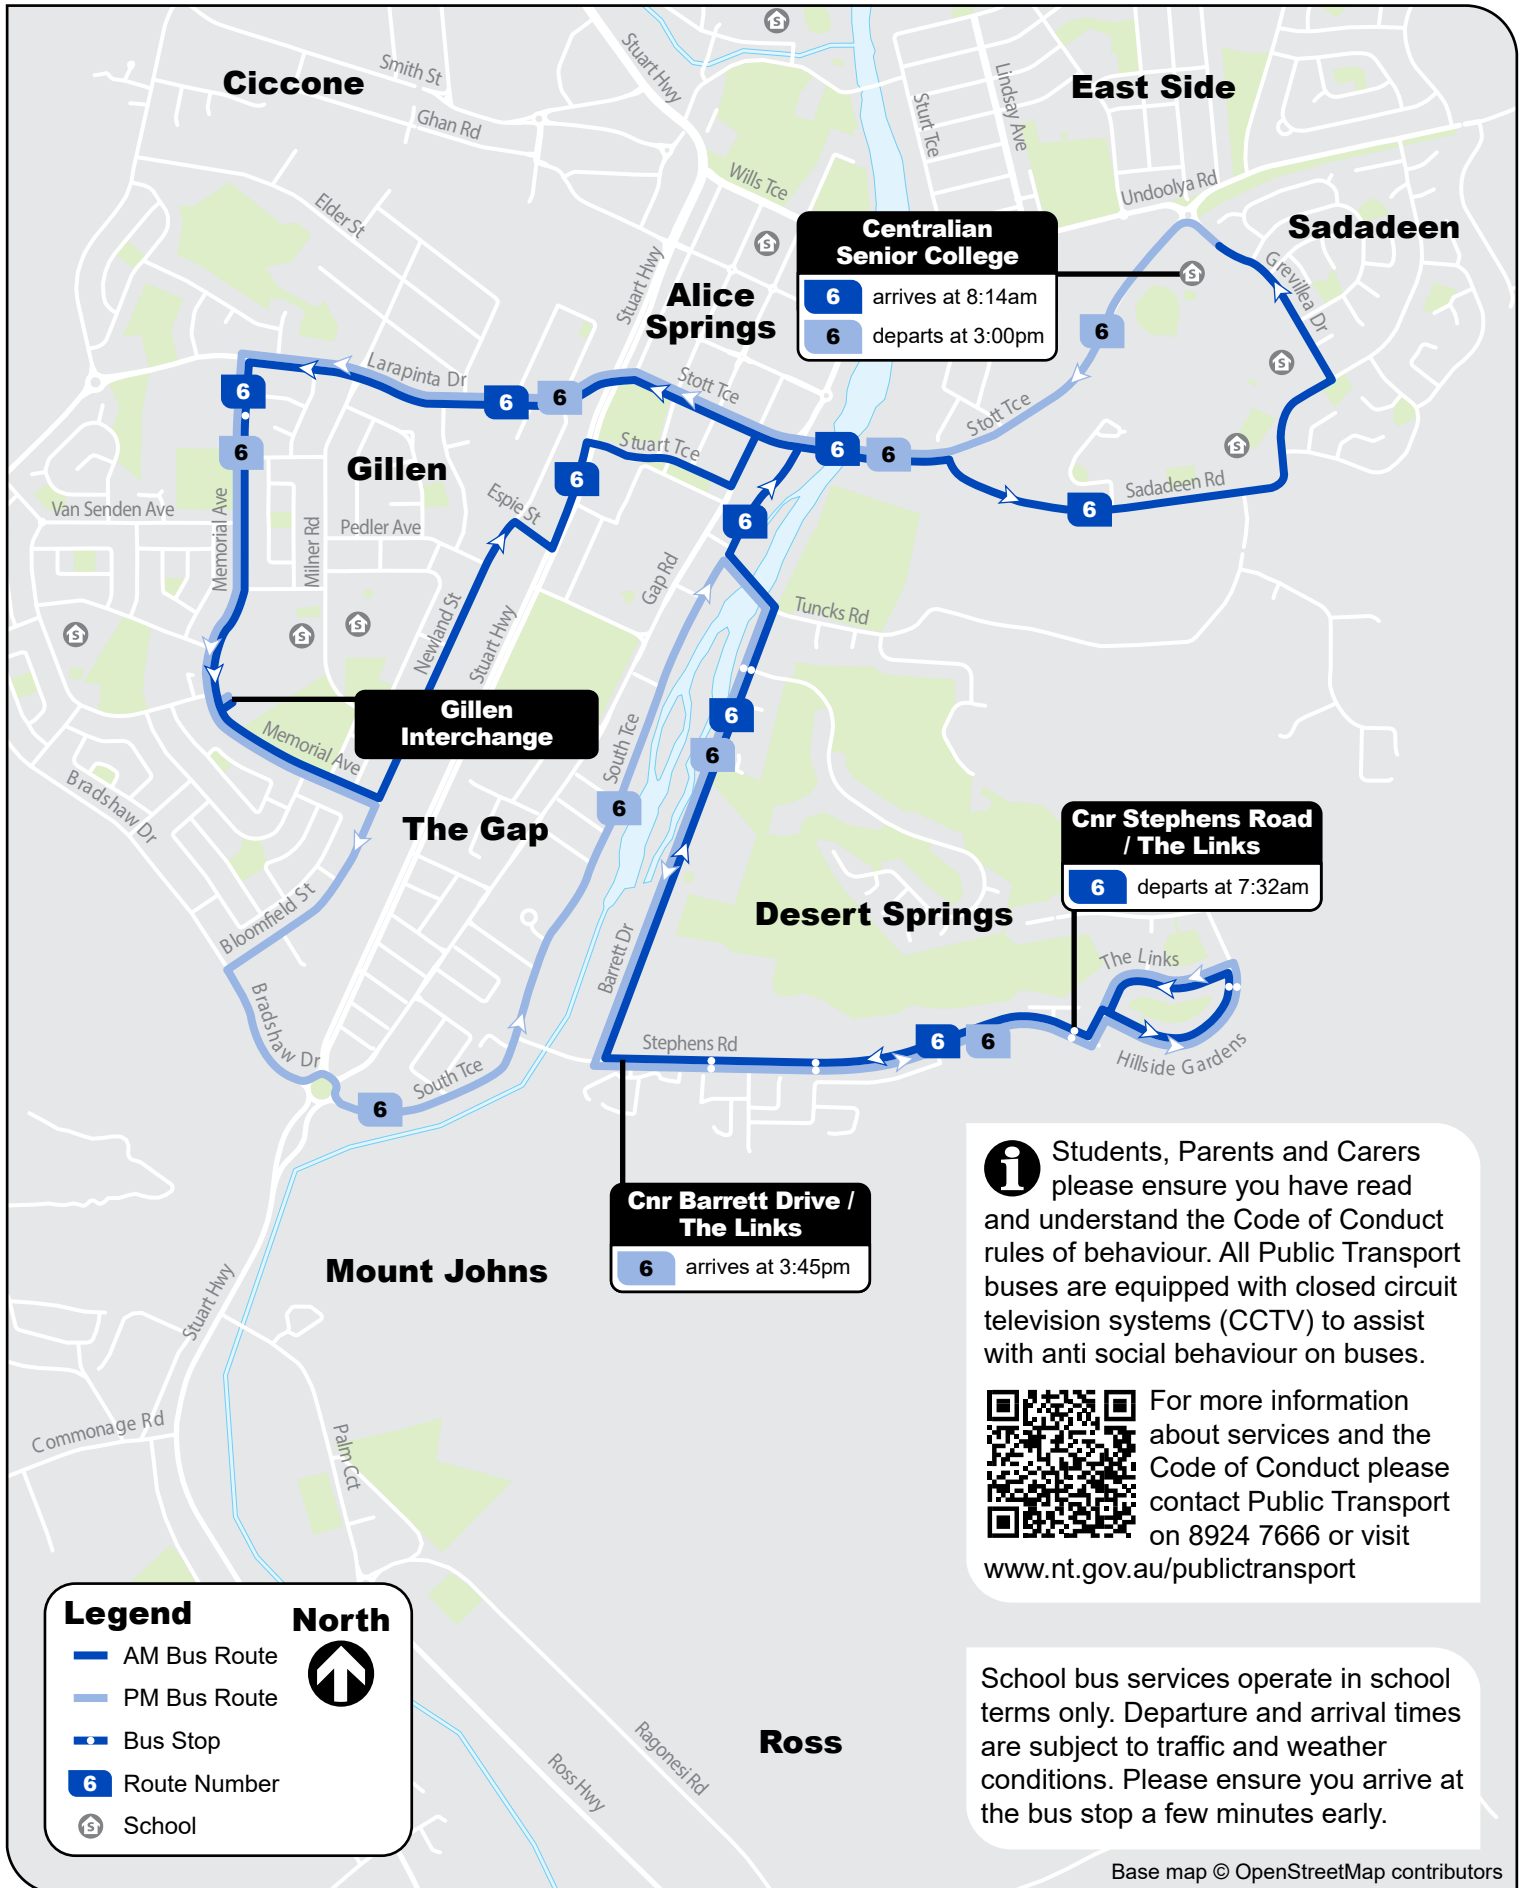 Ciccone
Smith St
Ghan Rd
Stuart Hwy
Lindsay Ave
Sturt Tce
East Side
Undoolya Rd
Wills Tce
Elder St
Stuart Hwy
Sadadeen
Grevillea Dr
Centralian
Senior College
6 arrives at 8:14am
6 departs at 3:00pm
Alice
Springs
6
Larapinta Dr
6
6
6
Stott Tce
Stott Tce
6
Stuart Tce
6
6
6
Gillen
6
Espie St
Sadadeen Rd
6
Van Senden Ave
Memorial Ave
Milner Rd
Pedler Ave
6
Gap Rd
Tuncks Rd
Newland St
Stuart Hwy
Gillen
Interchange
6
Memorial Ave
South Tce
6
Bradshaw Dr
6
The Gap
Cnr Stephens Road
/ The Links
6 departs at 7:32am
Bloomfield St
Desert Springs
Barrett Dr
The Links
Bradshaw Dr
Stephens Rd
6
6
Hillside Gardens
South Tce
6
Cnr Barrett Drive /
The Links
6 arrives at 3:45pm
Mount Johns
Stuart Hwy
Commonage Rd
Palm Cct
Students, Parents and Carers
please ensure you have read
and understand the Code of Conduct
rules of behaviour. All Public Transport
buses are equipped with closed circuit
television systems (CCTV) to assist
with anti social behaviour on buses.
For more information
about services and the
Code of Conduct please
contact Public Transport
on 8924 7666 or visit
www.nt.gov.au/publictransport
Legend
North
AM Bus Route
PM Bus Route
Bus Stop
6 Route Number
S School
Ross
Ross Hwy
Ragonesi Rd
School bus services operate in school
terms only. Departure and arrival times
are subject to traffic and weather
conditions. Please ensure you arrive at
the bus stop a few minutes early.
Base map © OpenStreetMap contributors